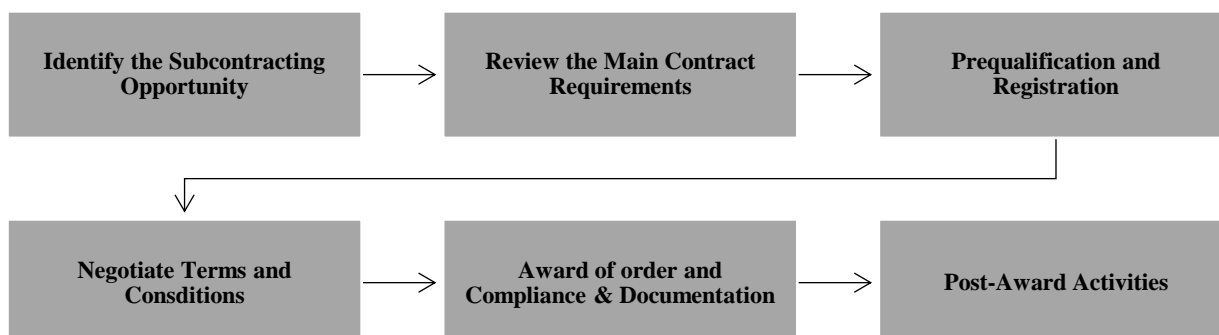 Identify the Subcontracting
Opportunity
Review the Main Contract
Requirements
Prequalification and
Registration
Negotiate Terms and
Consditions
Award of order and
Compliance & Documentation
Post-Award Activities